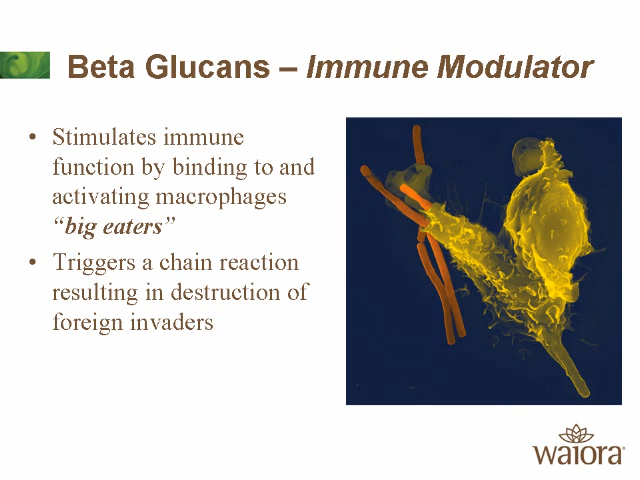 Beta Glucans – Immune Modulator
• Stimulates immune
function by binding to and
activating macrophages
“big eaters”
• Triggers a chain reaction
resulting in destruction of
foreign invaders
waiora®